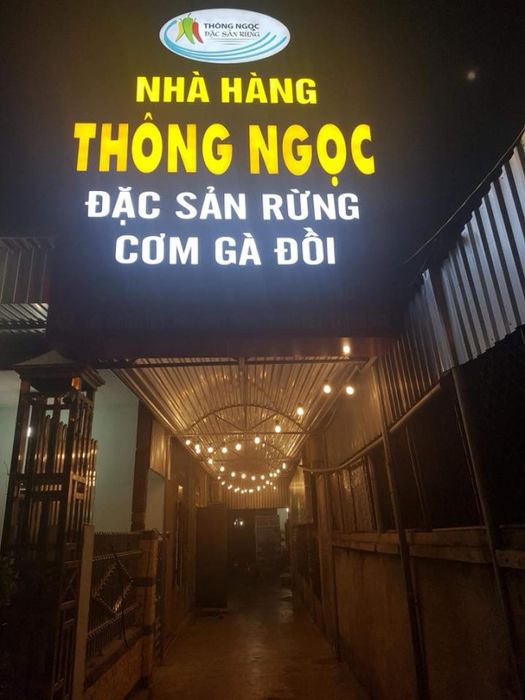 THÔNG NGỌC
ĐẶC SẢN RỪNG
NHÀ HÀNG
THÔNG NGỌC
ĐẶC SẢN RỪNG
CƠM GÀ ĐỒI